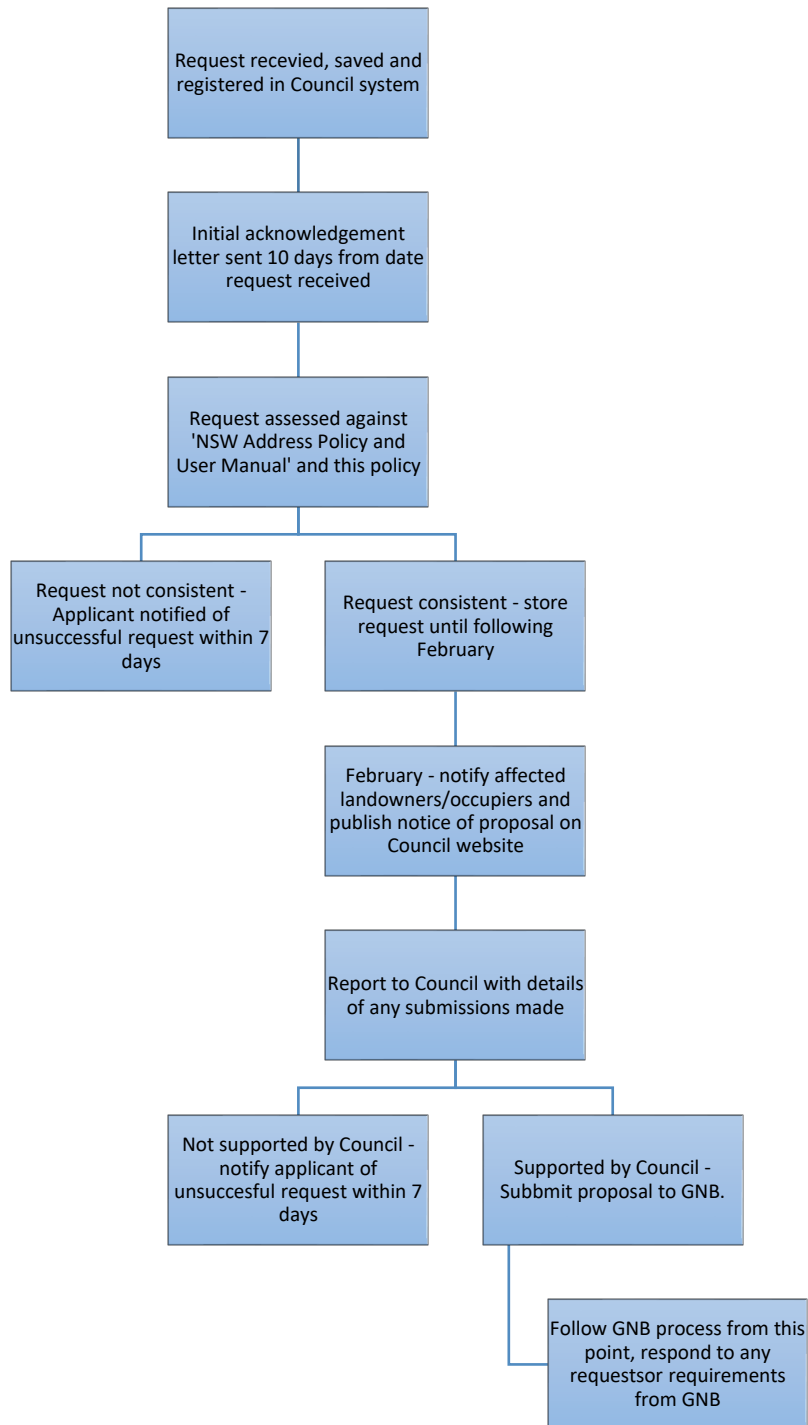 Request recevied, saved and
registered in Council system
Initial acknowledgement
letter sent 10 days from date
request received
Request assessed against
'NSW Address Policy and
User Manual' and this policy
Request not consistent -
Applicant notified of
unsuccessful request within 7
days
Request consistent - store
request until following
February
February - notify affected
landowners/occupiers and
publish notice of proposal on
Council website
Report to Council with details
of any submissions made
Not supported by Council -
notify applicant of
unsuccesful request within 7
days
Supported by Council -
Subbmit proposal to GNB.
Follow GNB process from this
point, respond to any
requestsor requirements
from GNB